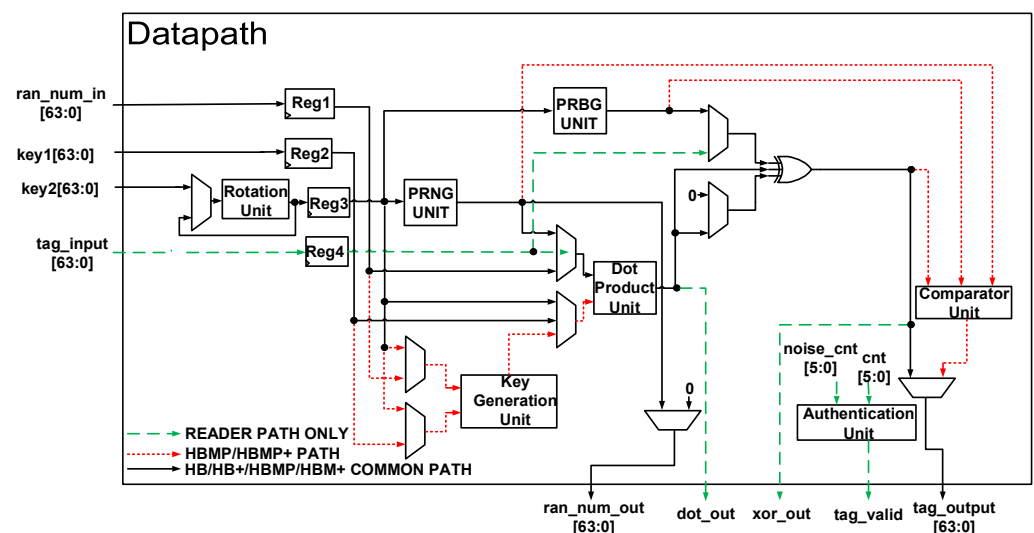 Datapath
ran_num_in
[63:0]
Reg1
PRBG
UNIT
key1[63:0]
Reg2
key2[63:0]
Rotation
Unit
Reg3
PRNG
UNIT
0
tag_input
[63:0]
Reg4
Dot
Product
Unit
Comparator
Unit
noise_cnt
[5:0]
cnt
[5:0]
Key
Generation
Unit
0
Authentication
Unit
READER PATH ONLY
HBMP/HBMP+ PATH
HB/HB+/HBMP/HBM+ COMMON PATH
ran_num_out
[63:0]
dot_out
xor_out
tag_valid
tag_output
[63:0]